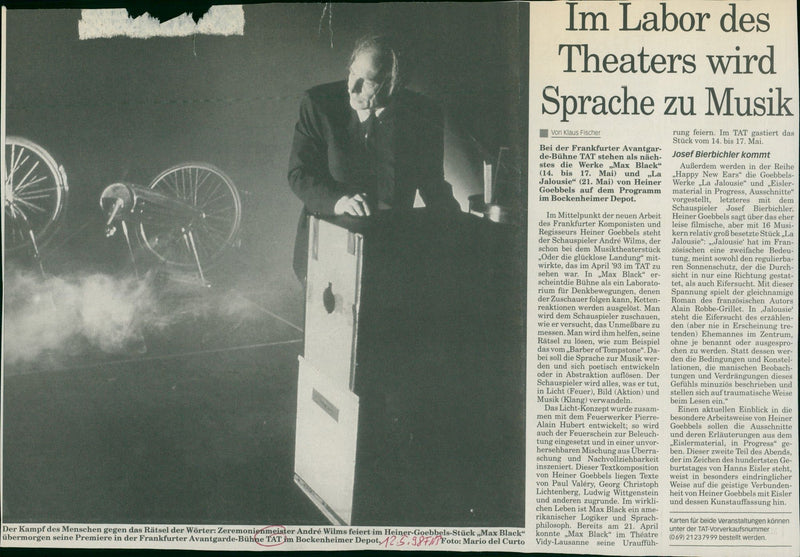 Im Labor des
Theaters wird
Sprache zu Musik
Von Klaus Fischer
Bei der Frankfurter Avantgar-
de-Bühne TAT stehen als näch-
stes die Werke „Max Black"
(14. bis 17. Mai) und „La
Jalousie" (21. Mai) von Heiner
Goebbels auf dem Programm
im Bockenheimer Depot.
Im Mittelpunkt der neuen Arbeit
des Frankfurter Komponisten und
Regisseurs Heiner Goebbels steht
der Schauspieler André Wilms, der
schon bei dem Musiktheaterstück
„Oder die glücklose Landung" mit-
wirkte, das im April '93 im TAT zu
sehen war. In „Max Black" er-
scheintdie Bühne als ein Laborato-
rium für Denkbewegungen, denen
der Zuschauer folgen kann, Ketten-
reaktionen werden ausgelöst. Man
wird dem Schauspieler zuschauen,
wie er versucht, das Unmeßbare zu
messen. Man wird ihm helfen, seine
Rätsel zu lösen, wie zum Beispiel
das vom „Barber of Tompstone". Da-
bei soll die Sprache zur Musik wer-
den und sich poetisch entwickeln
oder in Abstraktion auflösen. Der
Schauspieler wird alles, was er tut,
in Licht (Feuer), Bild (Aktion) und
Musik (Klang) verwandeln.
Das Licht-Konzept wurde zusam-
men mit dem Feuerwerker Pierre-
Alain Hubert entwickelt; so wird
auch der Feuerschein zur Beleuch-
tung eingesetzt und in einer unvor-
hersehbaren Mischung aus Überra-
schung und Nachvollziehbarkeit
inszeniert. Dieser Textkomposition
von Heiner Goebbels liegen Texte
von Paul Valéry, Georg Christoph
Lichtenberg, Ludwig Wittgenstein
und anderen zugrunde. Im wirkli-
chen Leben ist Max Black ein ame-
rikanischer Logiker und Sprach-
philosoph. Bereits am 21. April
konnte „Max Black" im Théatre
Vidy-Lausanne seine Urauffüh-
rung feiern. Im TAT gastiert das
Stück vom 14. bis 17. Mai.
Josef Bierbichler kommt
Außerdem werden in der Reihe
„Happy New Ears" die Goebbels-
Werke „La Jalousie" und „Eisler-
material in Progress, Ausschnitte"
vorgestellt, letzteres mit dem
Schauspieler Josef Bierbichler.
Heiner Goebbels sagt über das eher
leise filmische, aber mit 16 Musi-
kern relativ groß besetzte Stück „La
Jalousie": „‚Jalousie' hat im Fran-
zösischen eine zweifache Bedeu-
tung, meint sowohl den regulierba-
ren Sonnenschutz, der die Durch-
sicht in nur eine Richtung gestat-
tet, als auch Eifersucht. Mit dieser
Spannung spielt der gleichnamige
Roman des französischen Autors
Alain Robbe-Grillet. In ‚Jalousie'
steht die Eifersucht des erzählen-
den (aber nie in Erscheinung tre-
tenden) Ehemannes im Zentrum,
ohne je benannt oder ausgespro-
chen zu werden. Statt dessen wer-
den die Bedingungen und Konstel-
lationen, die manischen Beobach-
tungen und Verdrängungen dieses
Gefühls minuziös beschrieben und
stellen sich auf traumatische Weise
beim Lesen ein."
Einen aktuellen Einblick in die
besondere Arbeitsweise von Heiner
Goebbels sollen die Ausschnitte
und deren Erläuterungen aus dem
„Eislermaterial, in Progress" ge-
ben. Dieser zweite Teil des Abends,
der im Zeichen des hundertsten Ge-
burtstages von Hanns Eisler steht,
weist in besonders eindringlicher
Weise auf die geistige Verbunden-
heit von Heiner Goebbels mit Eisler
und dessen Kunstauffassung hin.
Karten für beide Veranstaltungen können
unter der TAT-Vorverkaufsnummer
(069) 21237999 bestellt werden.
Der Kampf des Menschen gegen das Rätsel der Wörter: Zeremonienmeister André Wilms feiert im Heiner-Goebbels-Stück „Max Black"
übermorgen seine Premiere in der Frankfurter Avantgarde-Bühne TAT im Bockenheimer Depot. 12.5.98 Foto: Mario del Curto